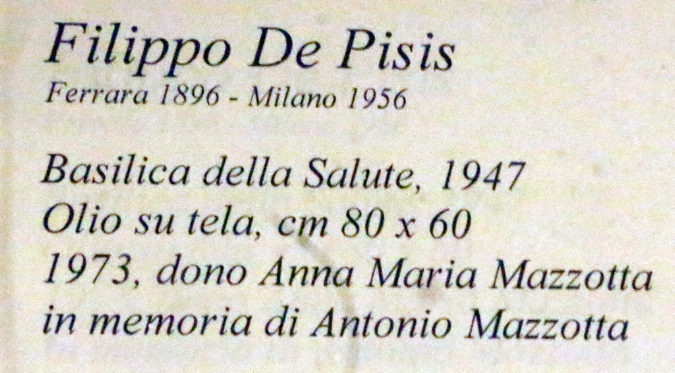 Filippo De Pisis
Ferrara 1896 - Milano 1956
Basilica della Salute, 1947
Olio su tela, cm 80 x 60
1973, dono Anna Maria Mazzotta
in memoria di Antonio Mazzotta